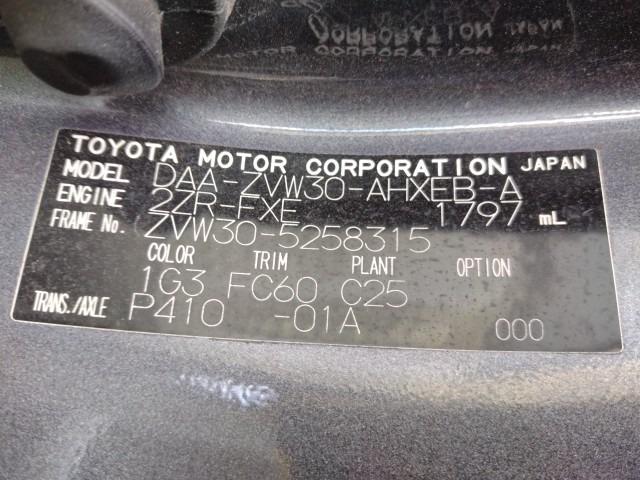 TOYOTA MOTOR CORPORATION JAPAN
MODEL DAA-ZVW30-AHXEB-A
ENGINE 2ZR-FXE 1797 mL
FRAME No. ZVW30-5258315
COLOR TRIM PLANT OPTION
1G3 FC60 C25
TRANS./AXLE P410 -01A 000